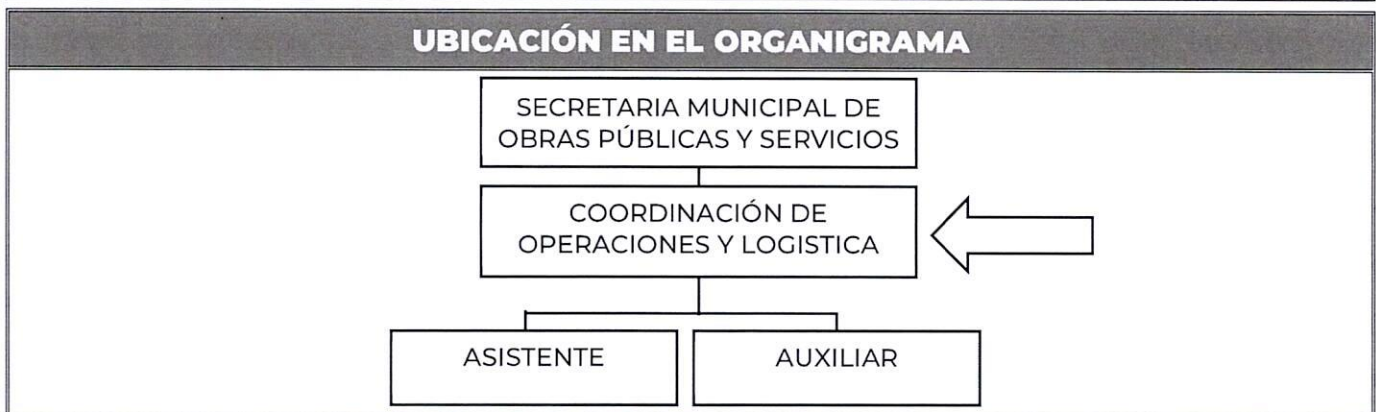 UBICACIÓN EN EL ORGANIGRAMA
SECRETARIA MUNICIPAL DE
OBRAS PÚBLICAS Y SERVICIOS
COORDINACIÓN DE
OPERACIONES Y LOGISTICA
ASISTENTE
AUXILIAR